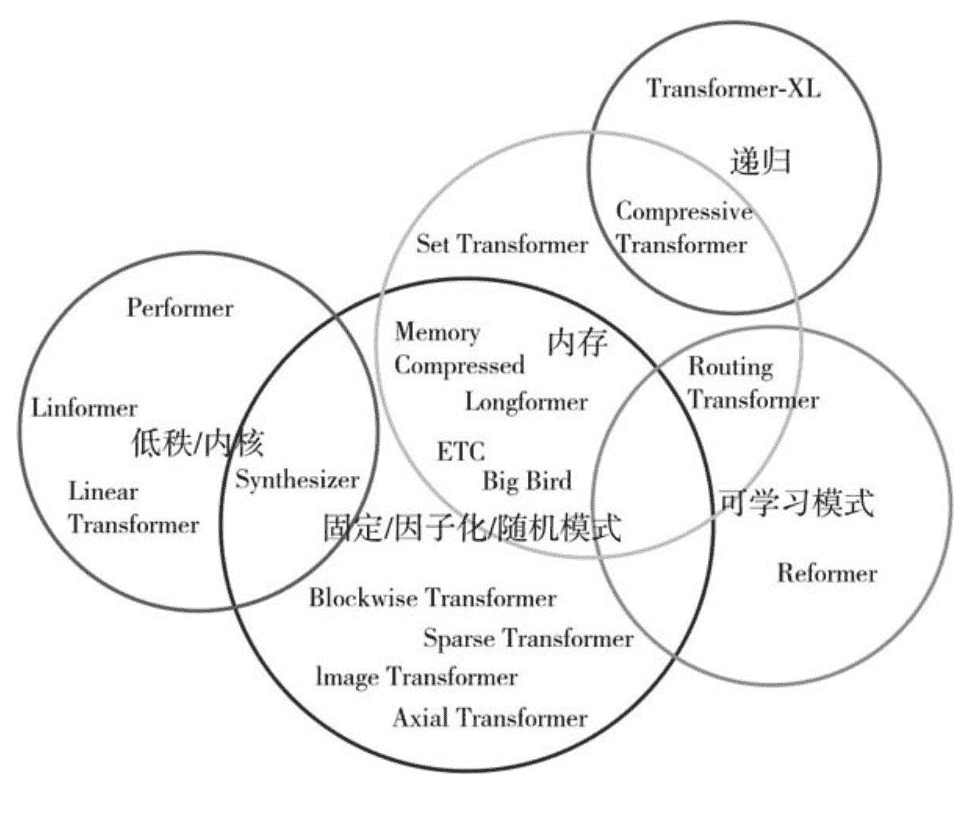 Transformer-XL
递归
Compressive
Transformer
Set Transformer
Performer
Memory
Compressed
内存
Routing
Transformer
Longformer
Linformer
低秩/内核
ETC
Big Bird
Synthesizer
Linear
Transformer
可学习模式
固定/因子化/随机模式
Reformer
Blockwise Transformer
Sparse Transformer
Image Transformer
Axial Transformer